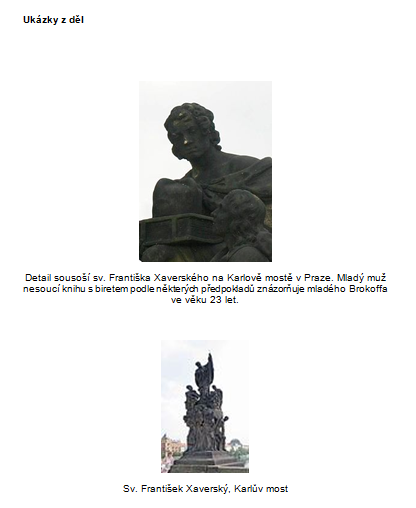 Ukázky z děl
Detail sousoší sv. Františka Xaverského na Karlově mostě v Praze. Mladý muž
nesoucí knihu s biretem podle některých předpokladů znázorňuje mladého Brokoffa
ve věku 23 let.
Sv. František Xaverský, Karlův most